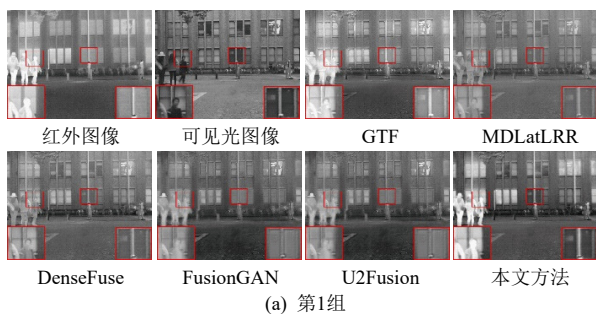 红外图像 可见光图像 GTF MDLatLRR
DenseFuse FusionGAN U2Fusion 本文方法
(a) 第1组